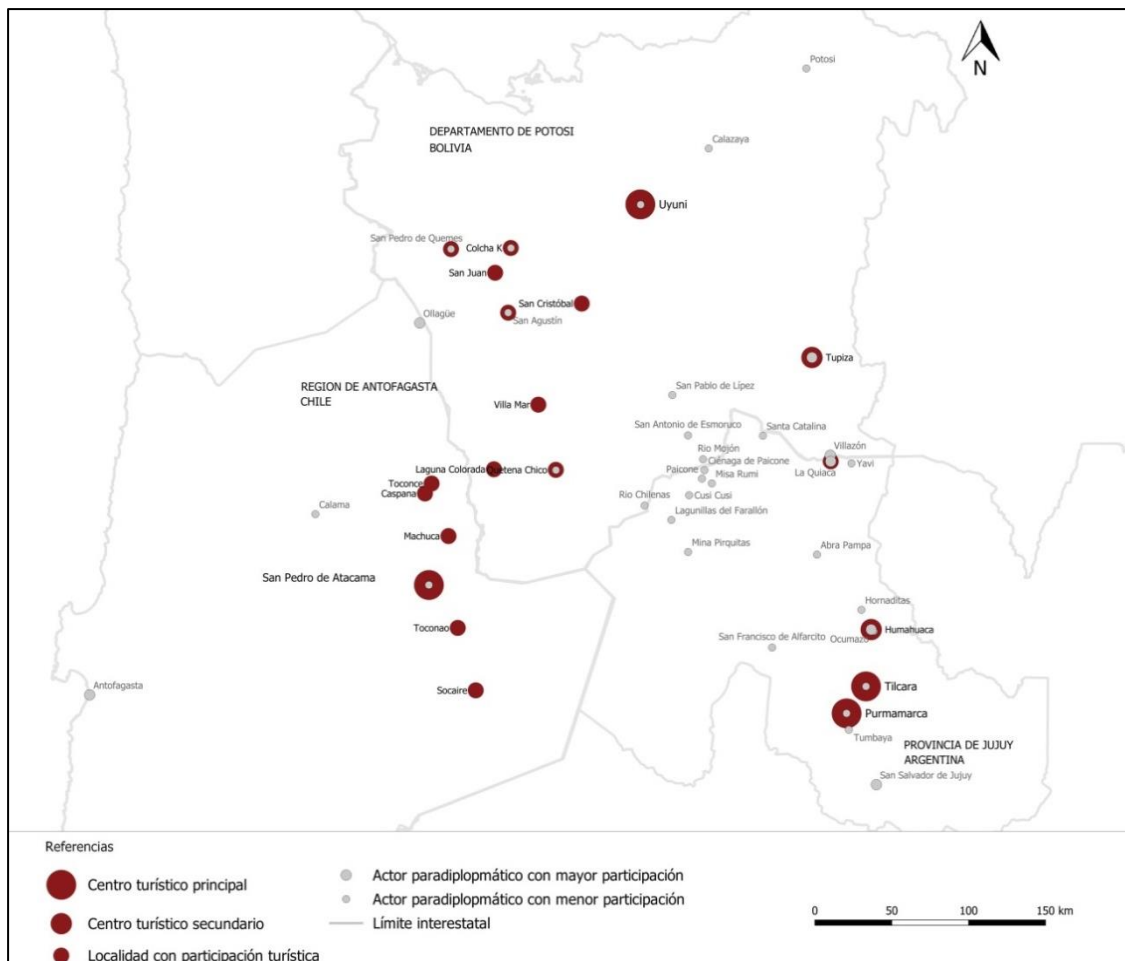 N
Potosi
DEPARTAMENTO DE POTOSI
BOLIVIA
Calazaya
Uyuni
San Pedro de Quemes
Colcha K
San Juan
San Cristóbal
San Agustín
Ollagüe
Tupiza
REGION DE ANTOFAGASTA
CHILE
San Pablo de Lípez
Villa Mar
San Antonio de Esmoruco
Santa Catalina
Villazón
Rio Mojón
Ciénaga de Paicone
La Quiaca
Yavi
Laguna Colorada
Quetena Chico
Paicone
Misa Rumi
Toconce
Caspana
Cusi Cusi
Rio Chilenas
Calama
Lagunillas del Farallón
Machuca
Mina Pirquitas
Abra Pampa
San Pedro de Atacama
Hornaditas
Toconao
Humahuaca
Ocumazo
San Francisco de Alfarcito
Socaire
Antofagasta
Tilcara
Purmamarca
Tumbaya
PROVINCIA DE JUJUY
ARGENTINA
San Salvador de Jujuy
Referencias
Centro turístico principal
Centro turístico secundario
Localidad con participación turística
Actor paradiplopmático con mayor participación
Actor paradiplopmático con menor participación
Límite interestatal
0 50 100 150 km